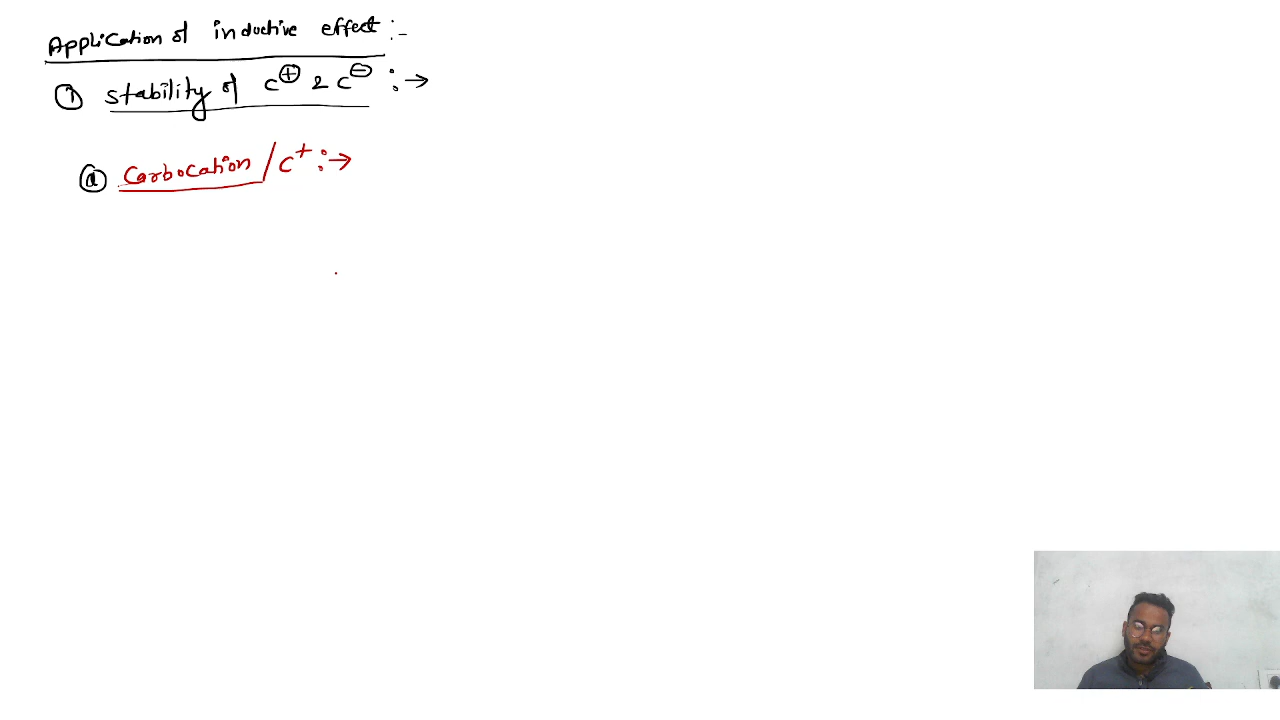 Application of inductive effect :-
① Stability of C⊕ & C⊖ :→
ⓐ Carbocation / C⁺ :→